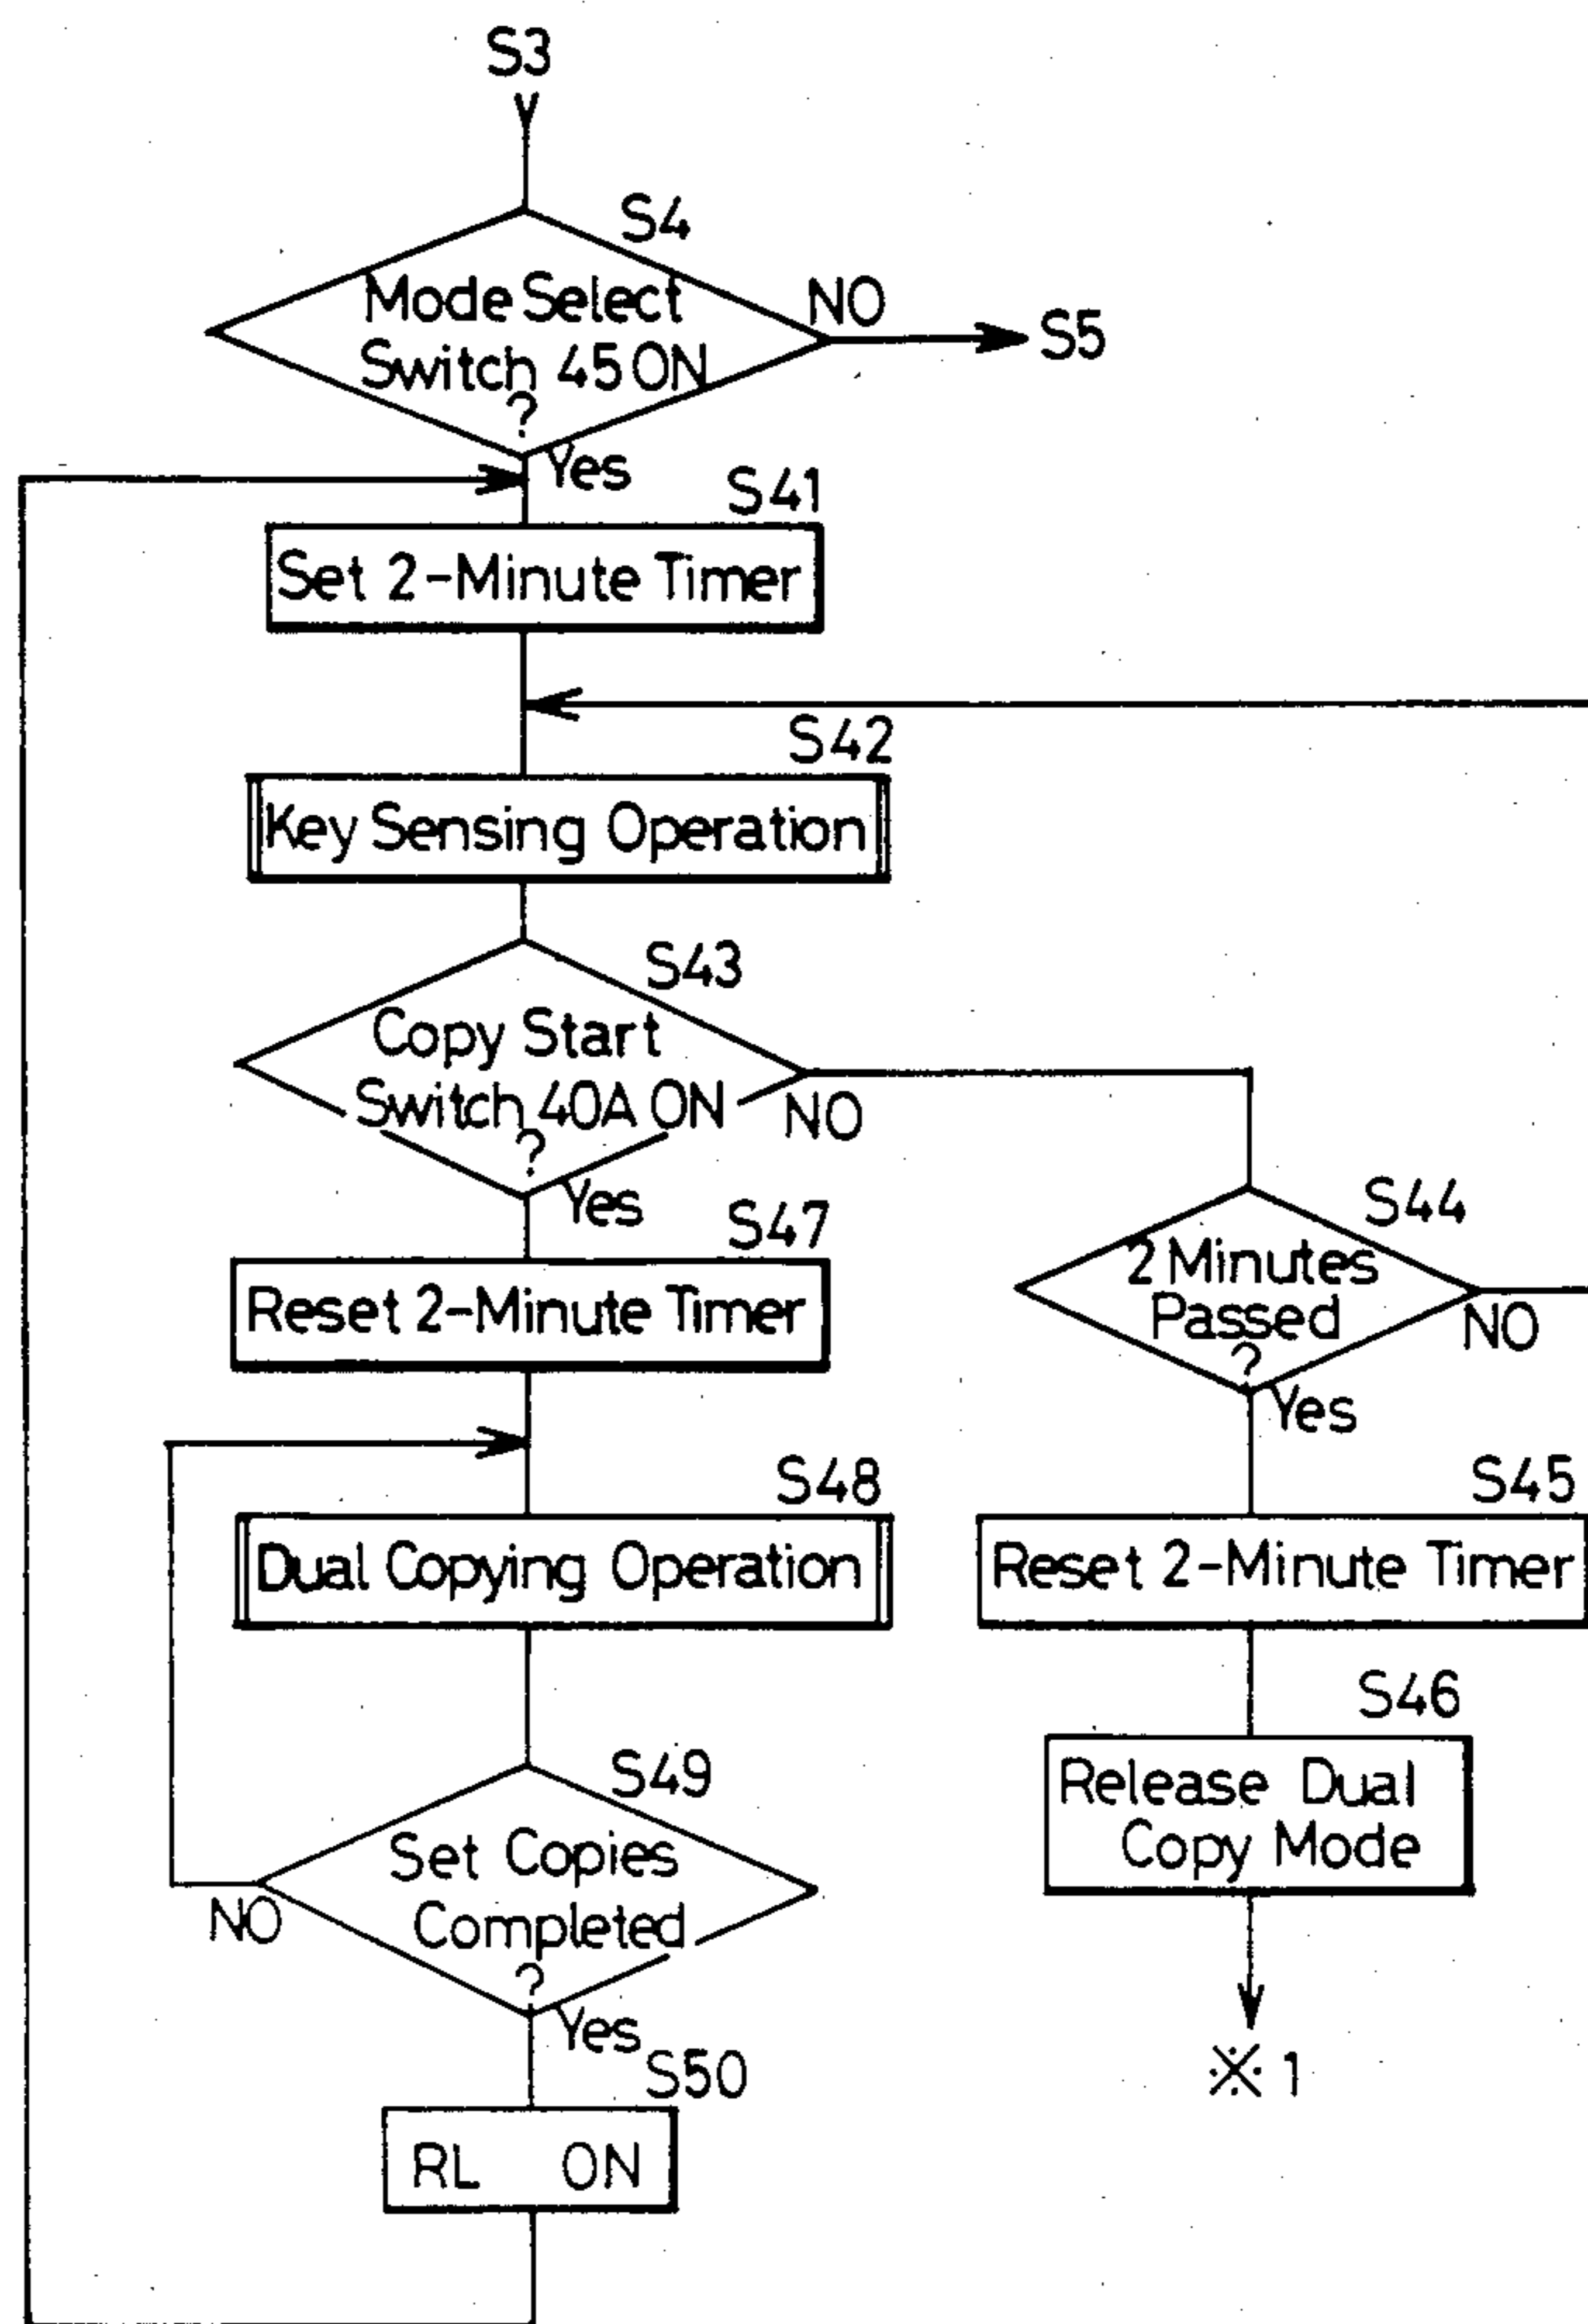 S3
S4
Mode Select
Switch 45 ON
?
NO
S5
Yes
S41
Set 2-Minute Timer
S42
Key Sensing Operation
S43
Copy Start
Switch 40A ON
?
NO
Yes
S44
2 Minutes
Passed
?
NO
Yes
S47
Reset 2-Minute Timer
S48
Dual Copying Operation
S45
Reset 2-Minute Timer
S46
Release Dual
Copy Mode
※1
S49
Set Copies
Completed
?
NO
Yes
S50
RL ON